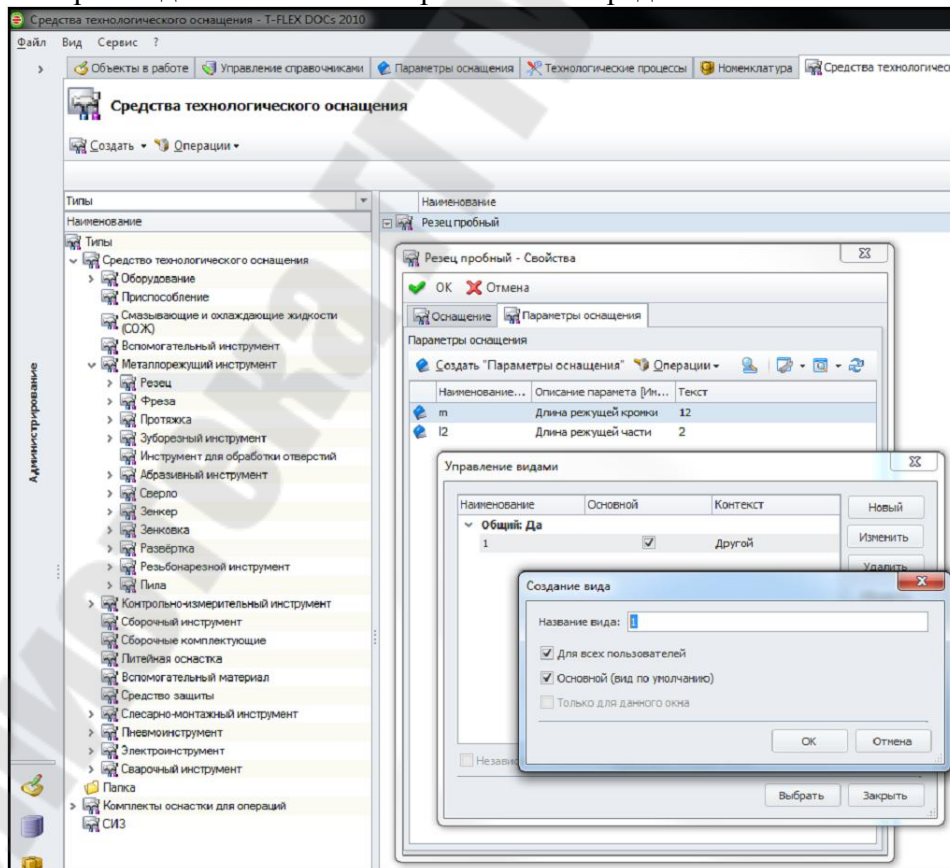 Средства технологического оснащения - T-FLEX DOCs 2010
Файл Вид Сервис ?
Объекты в работе Управление справочниками Параметры оснащения Технологические процессы Номенклатура Средства технологичес
Средства технологического оснащения
Создать Операции
Типы
Наименование
Наименование
Резец пробный
Типы
Средство технологического оснащения
Оборудование
Приспособление
Смазывающие и охлаждающие жидкости
(СОЖ)
Вспомогательный инструмент
Металлорежущий инструмент
Резец
Фреза
Протяжка
Зуборезный инструмент
Инструмент для обработки отверстий
Абразивный инструмент
Сверло
Зенкер
Зенковка
Развёртка
Резьбонарезной инструмент
Пила
Контрольно-измерительный инструмент
Сборочный инструмент
Сборочные комплектующие
Литейная оснастка
Вспомогательный материал
Средство защиты
Слесарно-монтажный инструмент
Пневмоинструмент
Электроинструмент
Сварочный инструмент
Папка
Комплекты оснастки для операций
СИЗ
Администрирование
Резец пробный - Свойства
ОК Отмена
Оснащение Параметры оснащения
Параметры оснащения
Создать "Параметры оснащения" Операции
Наименование... Описание параметра [Ин... Текст
m Длина режущей кромки 12
l2 Длина режущей части 2
Управление видами
Наименование Основной Контекст
Общий: Да
1 Другой
Новый
Изменить
Удалить
Создание вида
Название вида: 1
Для всех пользователей
Основной (вид по умолчанию)
Только для данного окна
ОК Отмена
Независ
Выбрать Закрыть